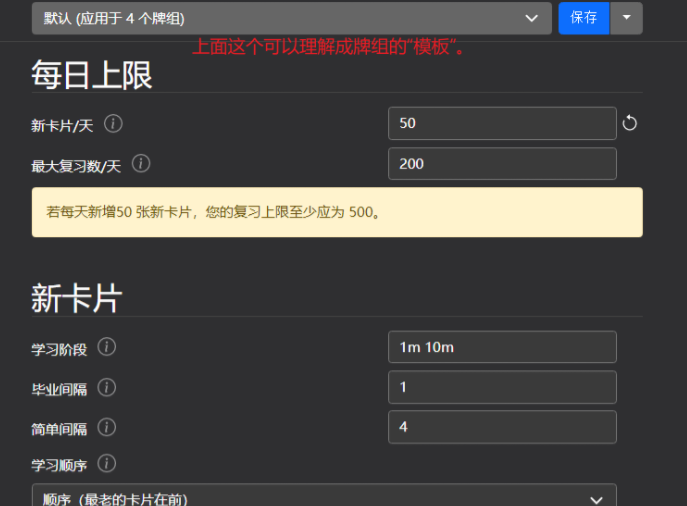 默认 (应用于 4 个牌组)
保存
上面这个可以理解成牌组的“模板”。
每日上限
新卡片/天
50
最大复习数/天
200
若每天新增50 张新卡片，您的复习上限至少应为 500。
新卡片
学习阶段
1m 10m
毕业间隔
1
简单间隔
4
学习顺序
顺序（最老的卡片在前）